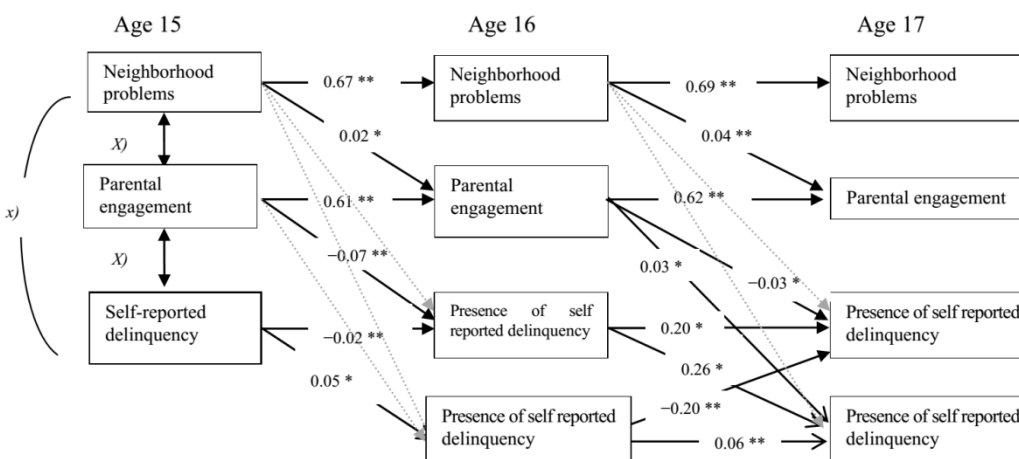 Age 15
Age 16
Age 17
Neighborhood
problems
0.67 **
Neighborhood
problems
0.69 **
Neighborhood
problems
X)
0.02 *
0.04 **
Parental
engagement
0.61 **
Parental
engagement
0.62 **
Parental engagement
x)
X)
−0.07 **
0.03 *
−0.03 *
Self-reported
delinquency
−0.02 **
Presence of self
reported delinquency
0.20 *
Presence of self reported
delinquency
0.05 *
0.26 *
Presence of self reported
delinquency
−0.20 **
0.06 **
Presence of self reported
delinquency